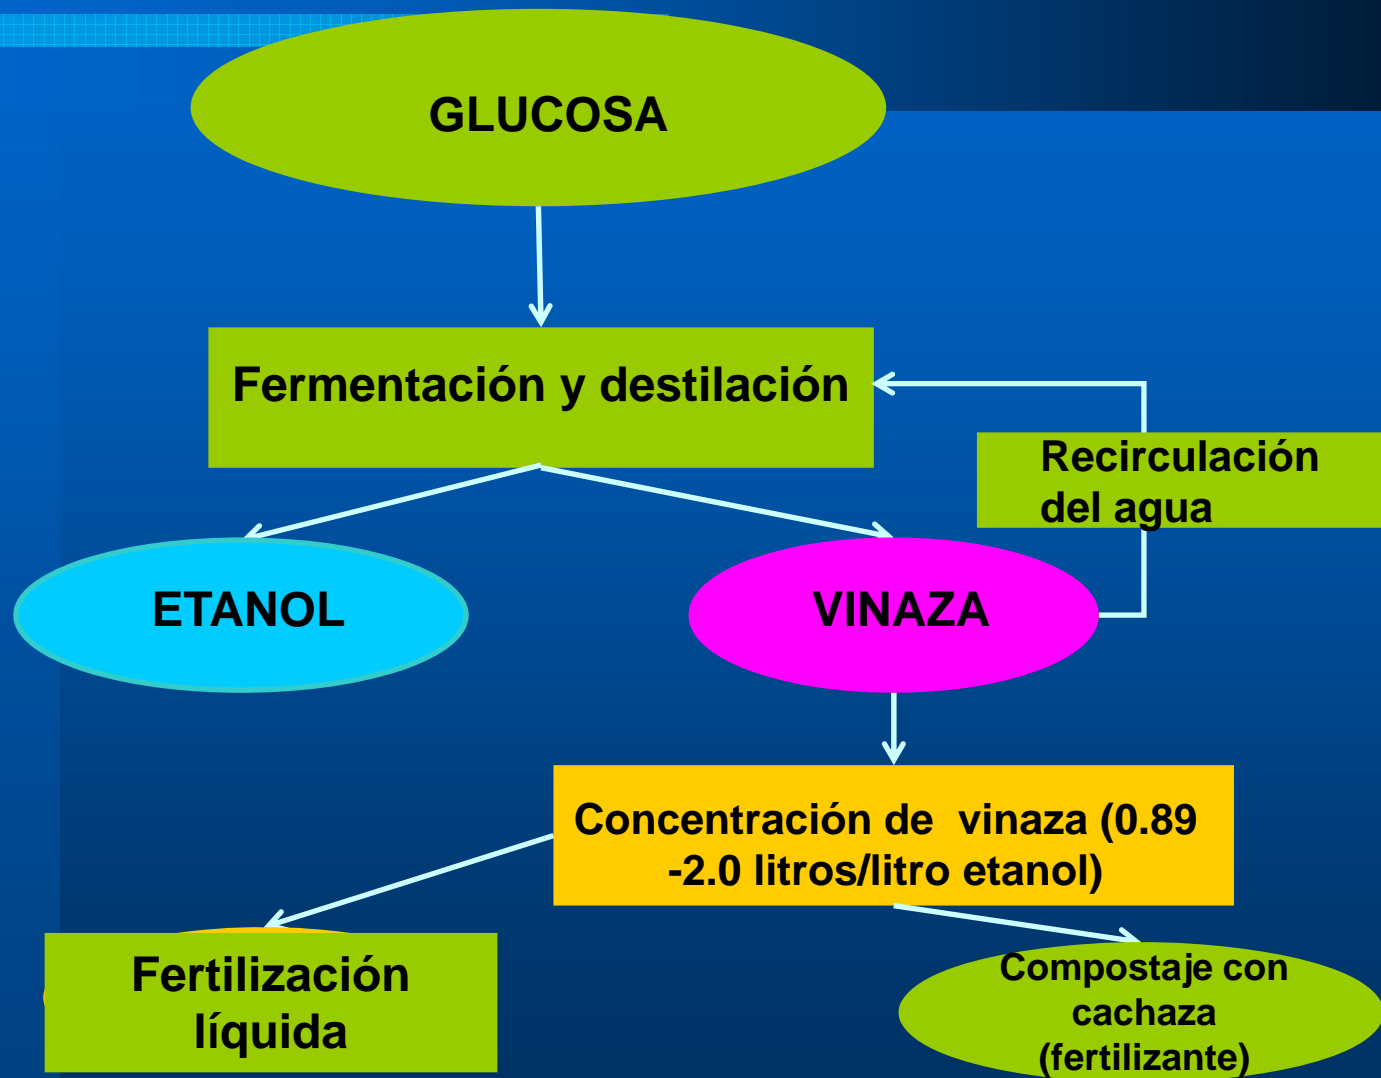 GLUCOSA
Fermentación y destilación
Recirculación
del agua
ETANOL
VINAZA
Concentración de  vinaza (0.89
-2.0 litros/litro etanol)
Fertilización
líquida
Compostaje con
cachaza
(fertilizante)